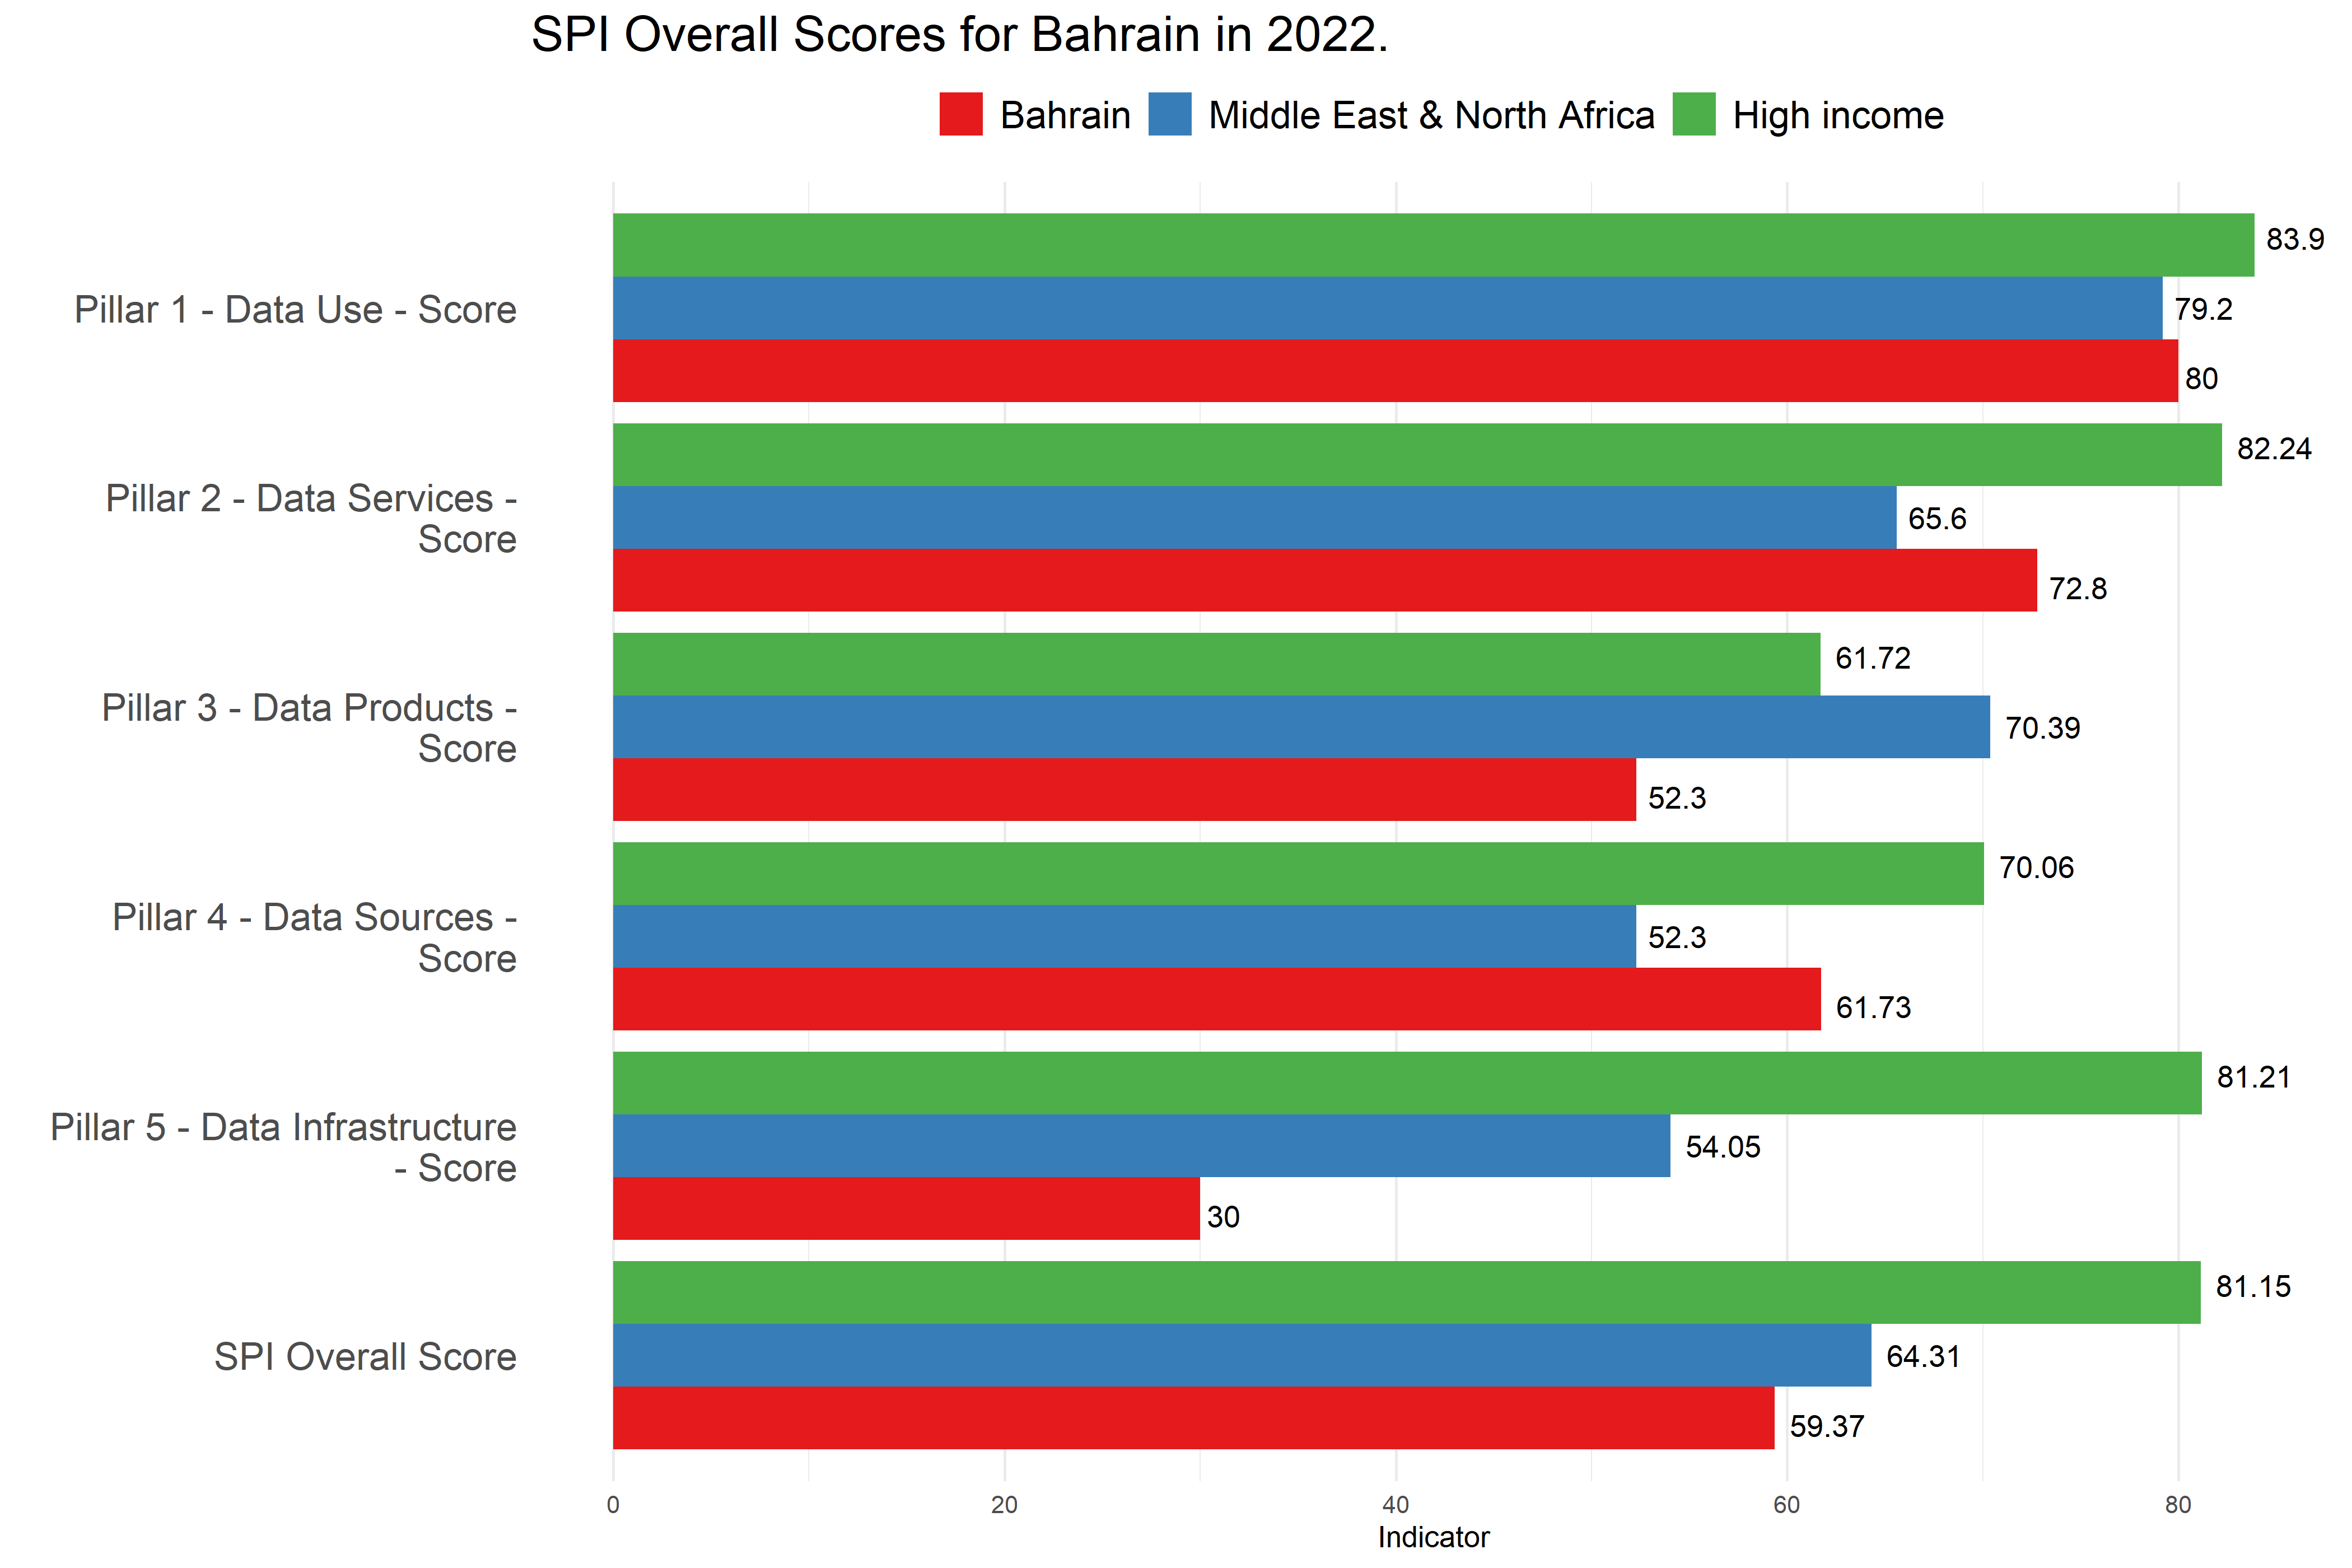 SPI Overall Scores for Bahrain in 2022.
Bahrain Middle East & North Africa High income
Pillar 1 - Data Use - Score
83.9
79.2
80
Pillar 2 - Data Services -
Score
82.24
65.6
72.8
Pillar 3 - Data Products -
Score
61.72
70.39
52.3
Pillar 4 - Data Sources -
Score
70.06
52.3
61.73
Pillar 5 - Data Infrastructure
- Score
81.21
54.05
30
SPI Overall Score
81.15
64.31
59.37
0 20 40 60 80
Indicator